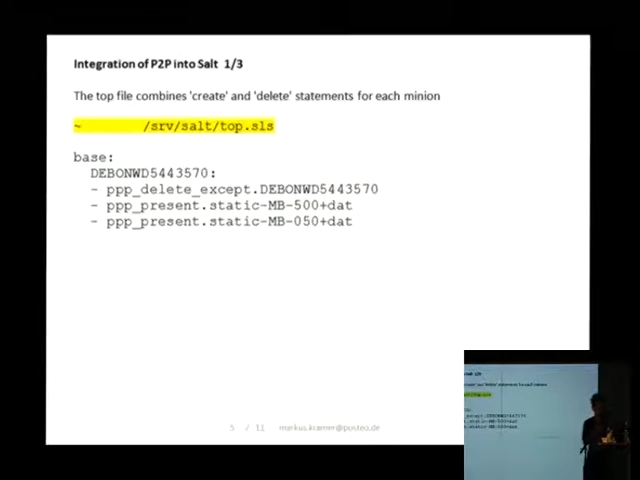 Integration of P2P into Salt 1/3
The top file combines 'create' and 'delete' statements for each minion
~ /srv/salt/top.sls
base:
DEBONWD5443570:
- ppp_delete_except.DEBONWD5443570
- ppp_present.static-MB-500+dat
- ppp_present.static-MB-050+dat
5 / 11 markus.kramer@posteo.de